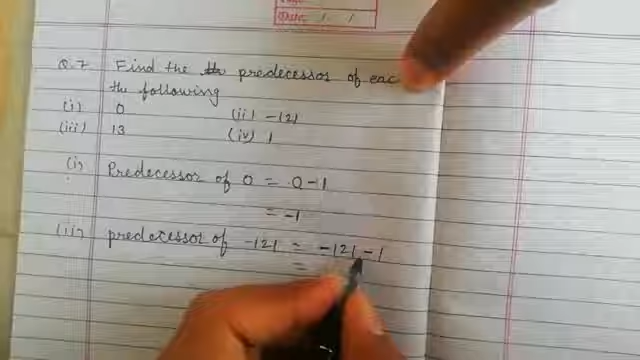 Date / /
Q.7 Find the predecessor of eac
the following
(i) 0 (ii) -121
(iii) 13 (iv) 1
(i) Predecessor of 0 = 0-1
= -1
(ii) predecessor of -121 = -121-1
=